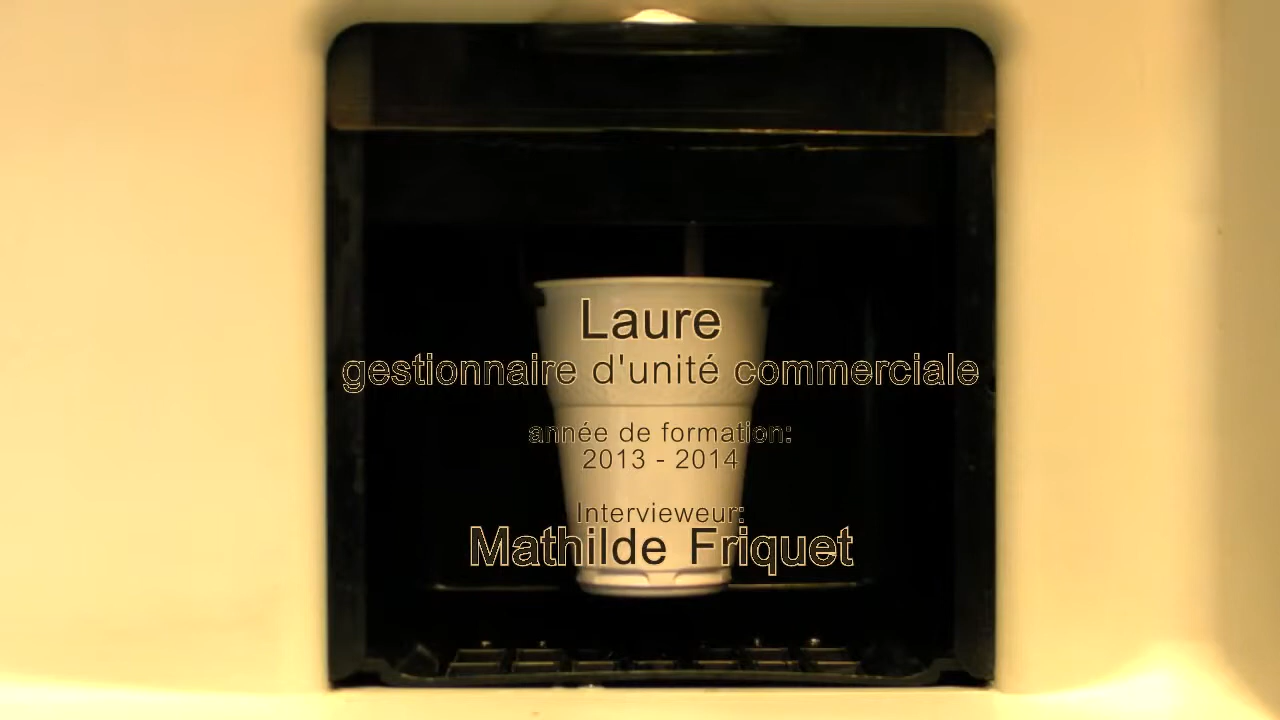 Laure
gestionnaire d'unité commerciale
année de formation:
2013 - 2014
Intervieweur:
Mathilde Friquet